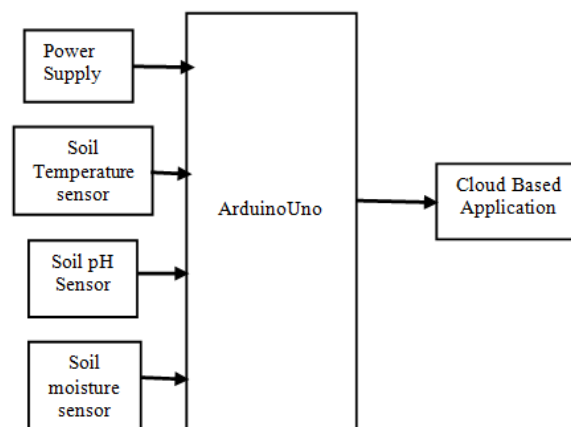 Power
Supply
Soil
Temperature
sensor
Soil pH
Sensor
Soil
moisture
sensor
ArduinoUno
Cloud Based
Application